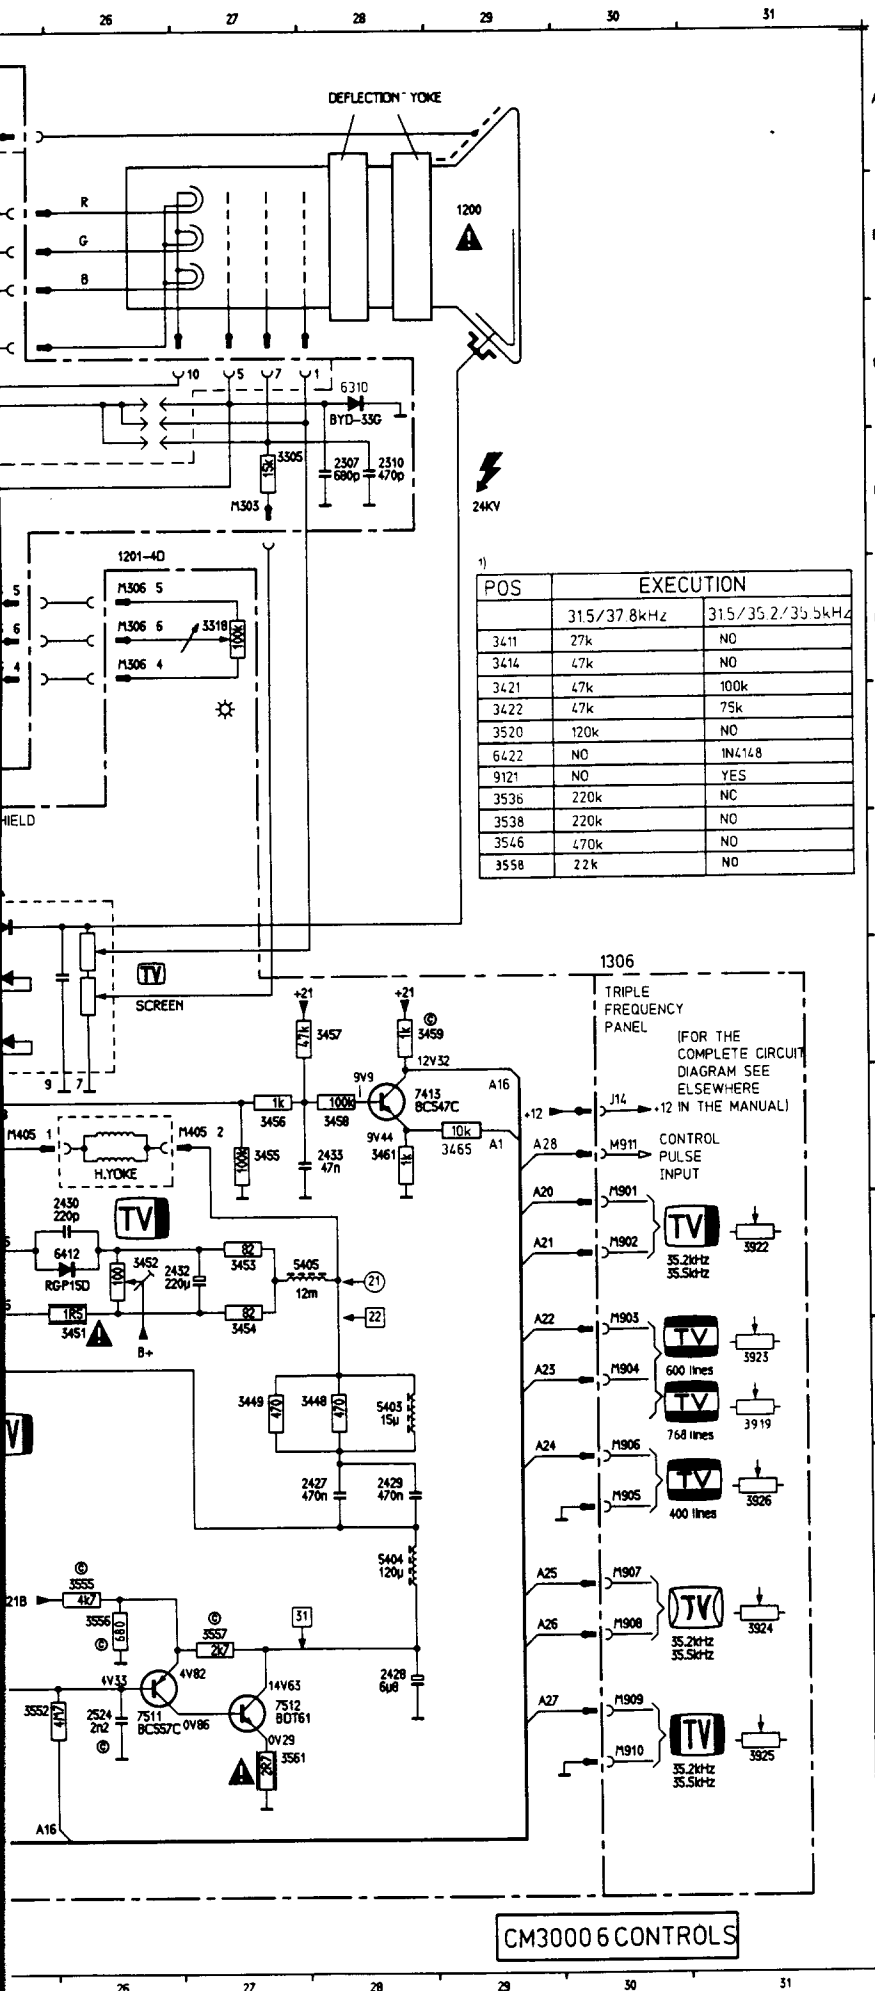 26 27 28 29 30 31
A
DEFLECTION YOKE
R
G
B
1200
10 5 7 1
6310
BYD-33G
3305
15k
2307
680p
2310
470p
M303
24KV
1201-4D
5 M306 5
6 M306 6
3318
100k
4 M306 4
1)
POS EXECUTION
31.5/37.8kHz 31.5/35.2/35.5kHz
3411 27k NO
3414 47k NO
3421 47k 100k
3422 47k 75k
3520 120k NO
6422 NO 1N4148
9121 NO YES
3536 220k NO
3538 220k NO
3546 470k NO
3558 22k NO
HIELD
TV
SCREEN
9 7
1306
TRIPLE
FREQUENCY
PANEL
(FOR THE
COMPLETE CIRCUIT
DIAGRAM SEE
ELSEWHERE
IN THE MANUAL)
+21 +21
47k 3457
1k © 3459
12V32
9V9
7413
BC547C
A16
1k
3456
100k
3458
9V44
3461
1k
10k
3465
A1
100k
3455
2433
47n
+12 J14 +12
A28 M911
CONTROL
PULSE
INPUT
M405 1
M405 2
H.YOKE
2430
220p
TV
6412
RGP15D
100
3452
2432
220µ
82
3453
5405
12m
21
1R5
3451
B+
82
3454
22
A20 M901
A21 M902
TV
35.2kHz
35.5kHz
3922
A22 M903
A23 M904
TV
600 lines
3923
TV
768 lines
3919
3449
470
3448
470
5403
15µ
A24 M906
M905
TV
400 lines
3926
V
2427
470n
2429
470n
5404
120µ
A25 M907
A26 M908
TV
35.2kHz
35.5kHz
3924
21B
©
3555
4k7
3556
680
©
©
3557
2k7
31
4V33
4V82
7511
BC557C
0V86
14V63
7512
BDT61
0V29
3561
2R7
3552
4M7
2524
2n2
©
2428
6µ8
A27 M909
M910
TV
35.2kHz
35.5kHz
3925
A16
CM3000 6 CONTROLS
26 27 28 29 30 31